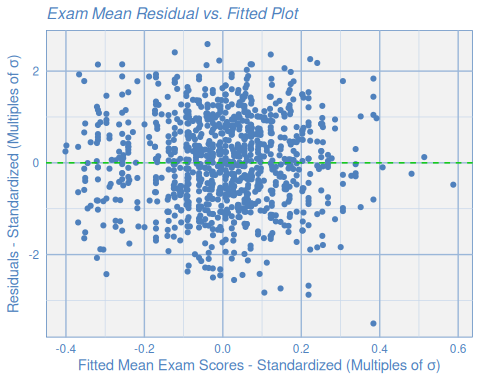 Exam Mean Residual vs. Fitted Plot
Residuals - Standardized (Multiples of σ)
2
0
-2
-0.4 -0.2 0.0 0.2 0.4 0.6
Fitted Mean Exam Scores - Standardized (Multiples of σ)